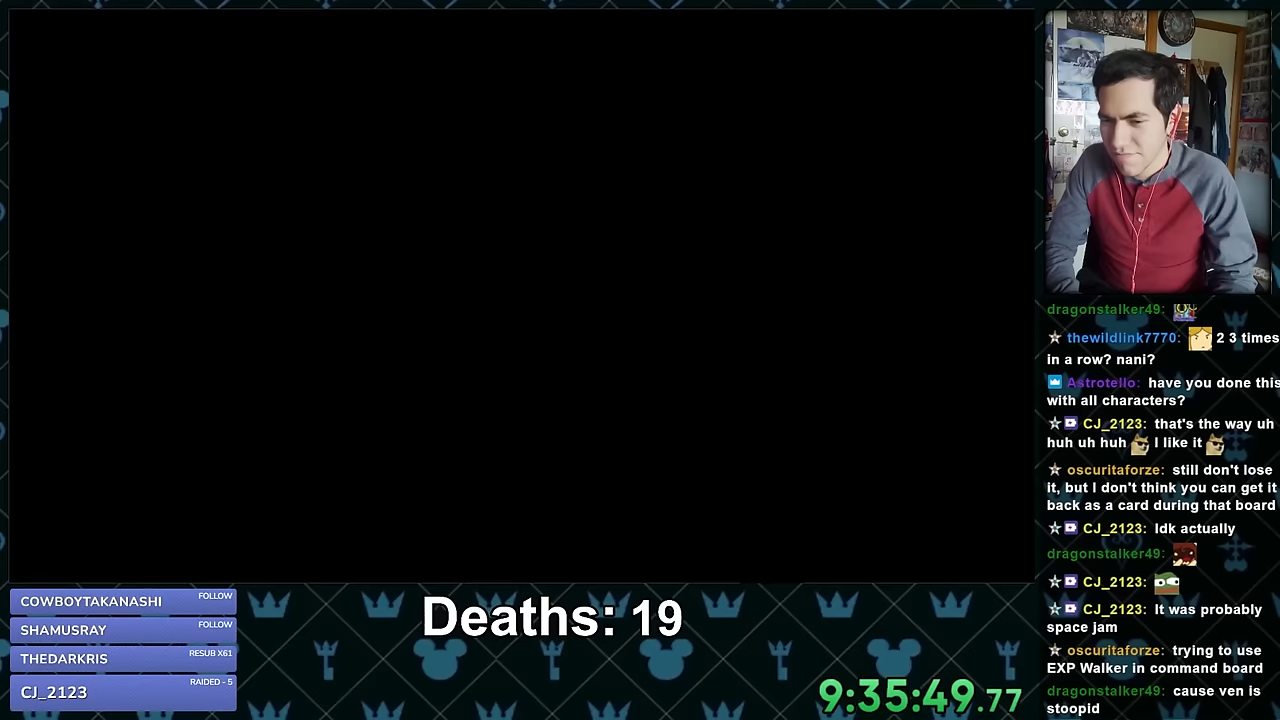 dragonstalker49:
thewildlink7770: 2 3 times
in a row? nani?
Astrotello: have you done this
with all characters?
CJ_2123: that's the way uh
huh uh huh I like it
oscuritaforze: still don't lose
it, but I don't think you can get it
back as a card during that board
CJ_2123: Idk actually
dragonstalker49:
CJ_2123:
CJ_2123: It was probably
space jam
oscuritaforze: trying to use
EXP Walker in command board
dragonstalker49: cause ven is
stoopid
COWBOYTAKANASHI FOLLOW
SHAMUSRAY FOLLOW
THEDARKRIS RESUB X61
CJ_2123 RAIDED - 5
Deaths: 19
9:35:49.77